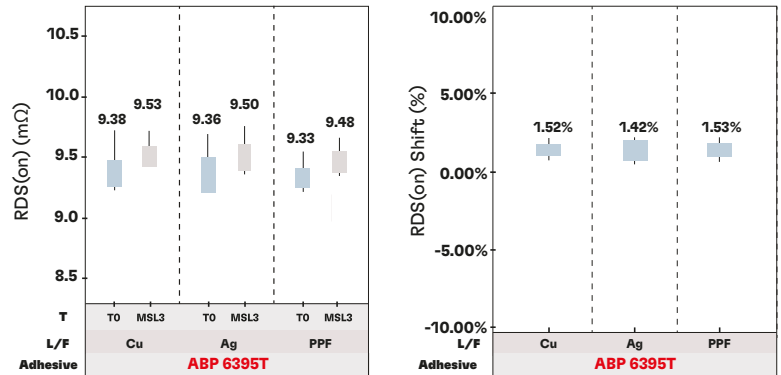 RDS(on) (mΩ)
10.5
10.0
9.5
9.0
8.5
9.38
9.53
9.36
9.50
9.33
9.48
T
T0
MSL3
T0
MSL3
T0
MSL3
L/F
Cu
Ag
PPF
Adhesive
ABP 6395T
RDS(on) Shift (%)
10.00%
5.00%
0.00%
-5.00%
-10.00%
1.52%
1.42%
1.53%
L/F
Cu
Ag
PPF
Adhesive
ABP 6395T